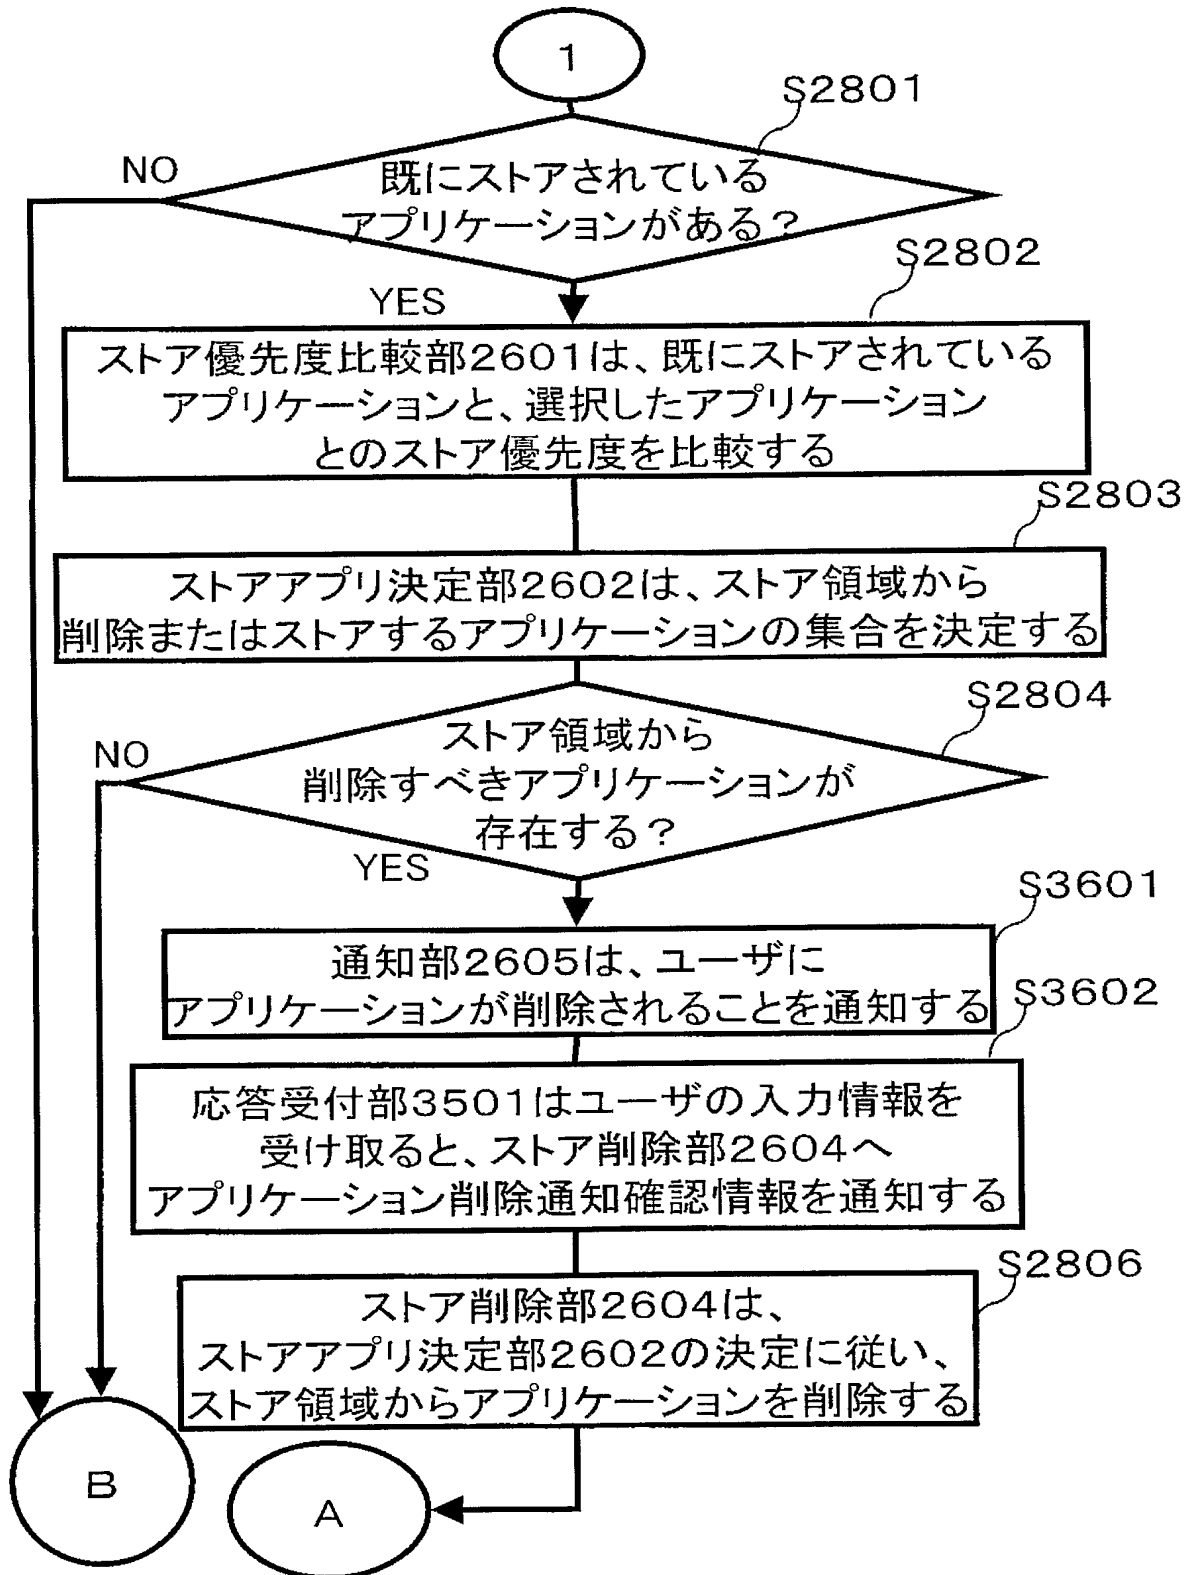 1
S2801
NO
既にストアされている
アプリケーションがある?
S2802
YES
ストア優先度比較部2601は、既にストアされている
アプリケーションと、選択したアプリケーション
とのストア優先度を比較する
S2803
ストアアプリ決定部2602は、ストア領域から
削除またはストアするアプリケーションの集合を決定する
S2804
NO
ストア領域から
削除すべきアプリケーションが
存在する?
YES
S3601
通知部2605は、ユーザに
アプリケーションが削除されることを通知する
S3602
応答受付部3501はユーザの入力情報を
受け取ると、ストア削除部2604へ
アプリケーション削除通知確認情報を通知する
S2806
ストア削除部2604は、
ストアアプリ決定部2602の決定に従い、
ストア領域からアプリケーションを削除する
B
A